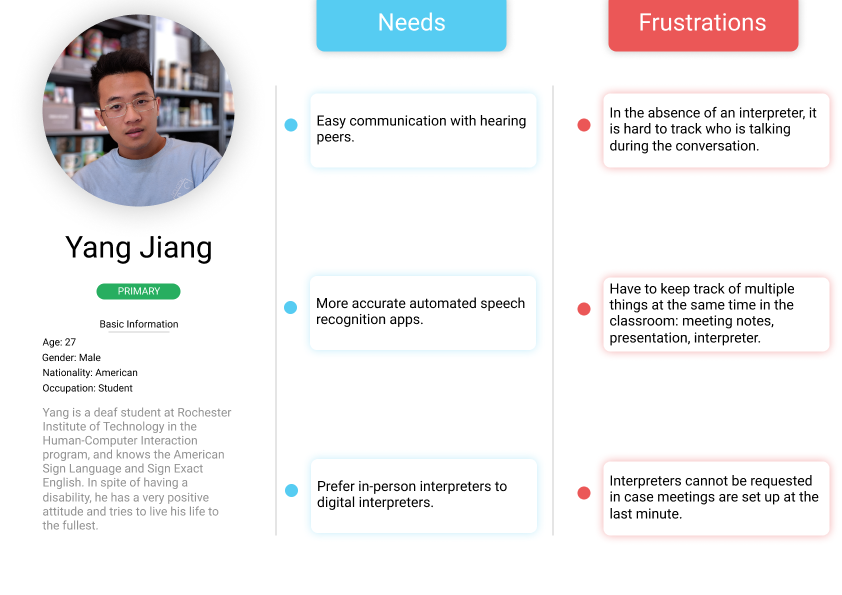 Needs
Frustrations
Easy communication with hearing
peers.
In the absence of an interpreter, it
is hard to track who is talking
during the conversation.
Yang Jiang
PRIMARY
Basic Information
Age: 27
Gender: Male
Nationality: American
Occupation: Student
Yang is a deaf student at Rochester
Institute of Technology in the
Human-Computer Interaction
program, and knows the American
Sign Language and Sign Exact
English. In spite of having a
disability, he has a very positive
attitude and tries to live his life to
the fullest.
More accurate automated speech
recognition apps.
Have to keep track of multiple
things at the same time in the
classroom: meeting notes,
presentation, interpreter.
Prefer in-person interpreters to
digital interpreters.
Interpreters cannot be requested
in case meetings are set up at the
last minute.